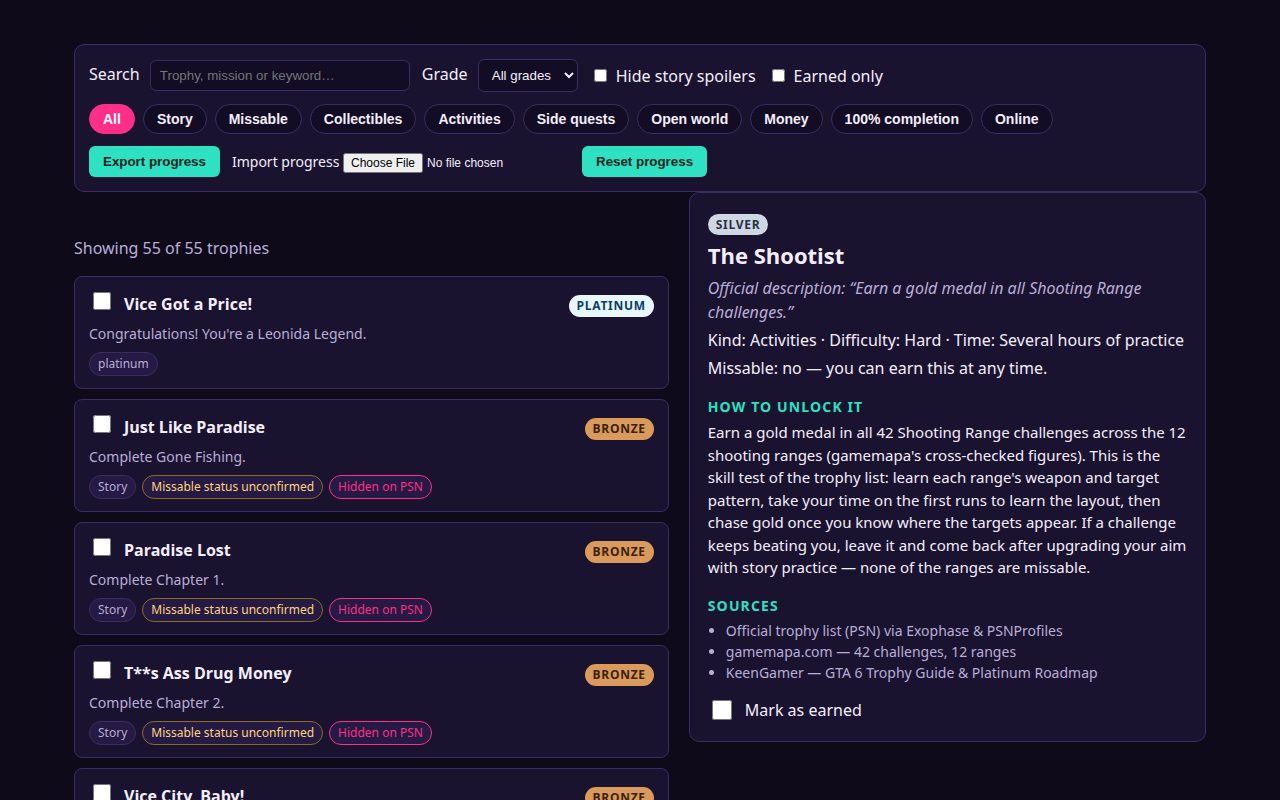 Search Trophy, mission or keyword… Grade All grades Hide story spoilers Earned only
All Story Missable Collectibles Activities Side quests Open world Money 100% completion Online
Export progress Import progress Choose File No file chosen Reset progress
Showing 55 of 55 trophies
Vice Got a Price! PLATINUM
Congratulations! You're a Leonida Legend.
platinum
Just Like Paradise BRONZE
Complete Gone Fishing.
Story Missable status unconfirmed Hidden on PSN
Paradise Lost BRONZE
Complete Chapter 1.
Story Missable status unconfirmed Hidden on PSN
T**s Ass Drug Money BRONZE
Complete Chapter 2.
Story Missable status unconfirmed Hidden on PSN
Vice City, Baby! BRONZE
SILVER
The Shootist
Official description: “Earn a gold medal in all Shooting Range
challenges.”
Kind: Activities · Difficulty: Hard · Time: Several hours of practice
Missable: no — you can earn this at any time.
HOW TO UNLOCK IT
Earn a gold medal in all 42 Shooting Range challenges across the 12
shooting ranges (gamemapa's cross-checked figures). This is the
skill test of the trophy list: learn each range's weapon and target
pattern, take your time on the first runs to learn the layout, then
chase gold once you know where the targets appear. If a challenge
keeps beating you, leave it and come back after upgrading your aim
with story practice — none of the ranges are missable.
SOURCES
Official trophy list (PSN) via Exophase & PSNProfiles
gamemapa.com — 42 challenges, 12 ranges
KeenGamer — GTA 6 Trophy Guide & Platinum Roadmap
Mark as earned